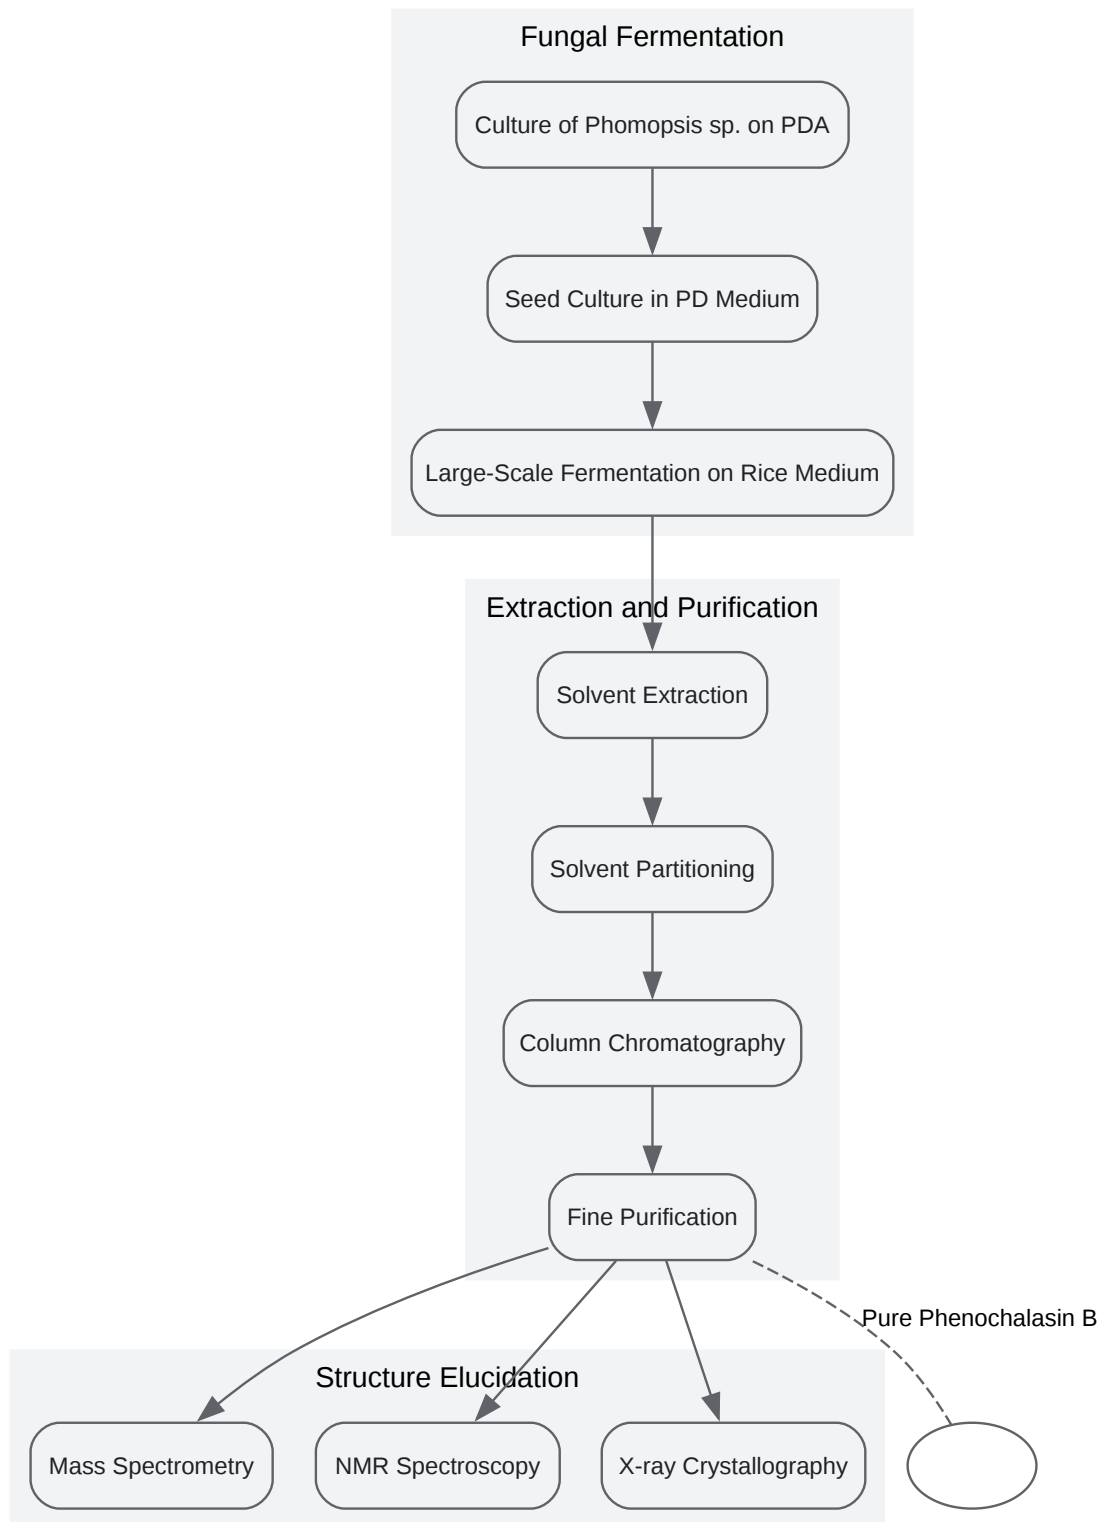 Fungal Fermentation
Culture of Phomopsis sp. on PDA
Seed Culture in PD Medium
Large-Scale Fermentation on Rice Medium
Extraction and Purification
Solvent Extraction
Solvent Partitioning
Column Chromatography
Fine Purification
Pure Phenochalasin B
Structure Elucidation
Mass Spectrometry
NMR Spectroscopy
X-ray Crystallography